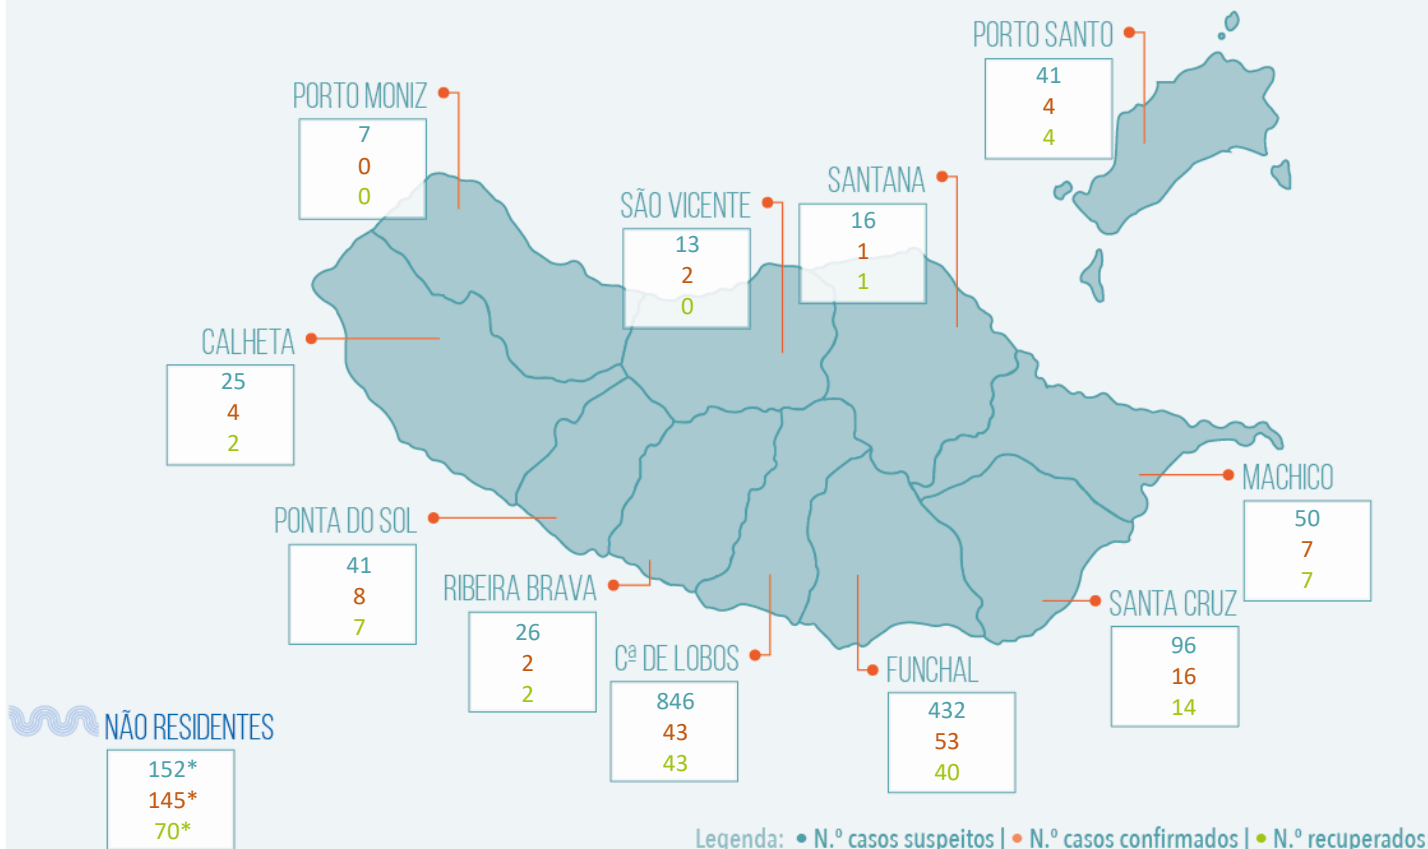 PORTO SANTO
41
4
4
PORTO MONIZ
7
0
0
SANTANA
16
1
1
SÃO VICENTE
13
2
0
CALHETA
25
4
2
MACHICO
50
7
7
PONTA DO SOL
41
8
7
RIBEIRA BRAVA
26
2
2
SANTA CRUZ
96
16
14
Cª DE LOBOS
846
43
43
FUNCHAL
432
53
40
NÃO RESIDENTES
152*
145*
70*
Legenda: • N.º casos suspeitos | • N.º casos confirmados | • N.º recuperados